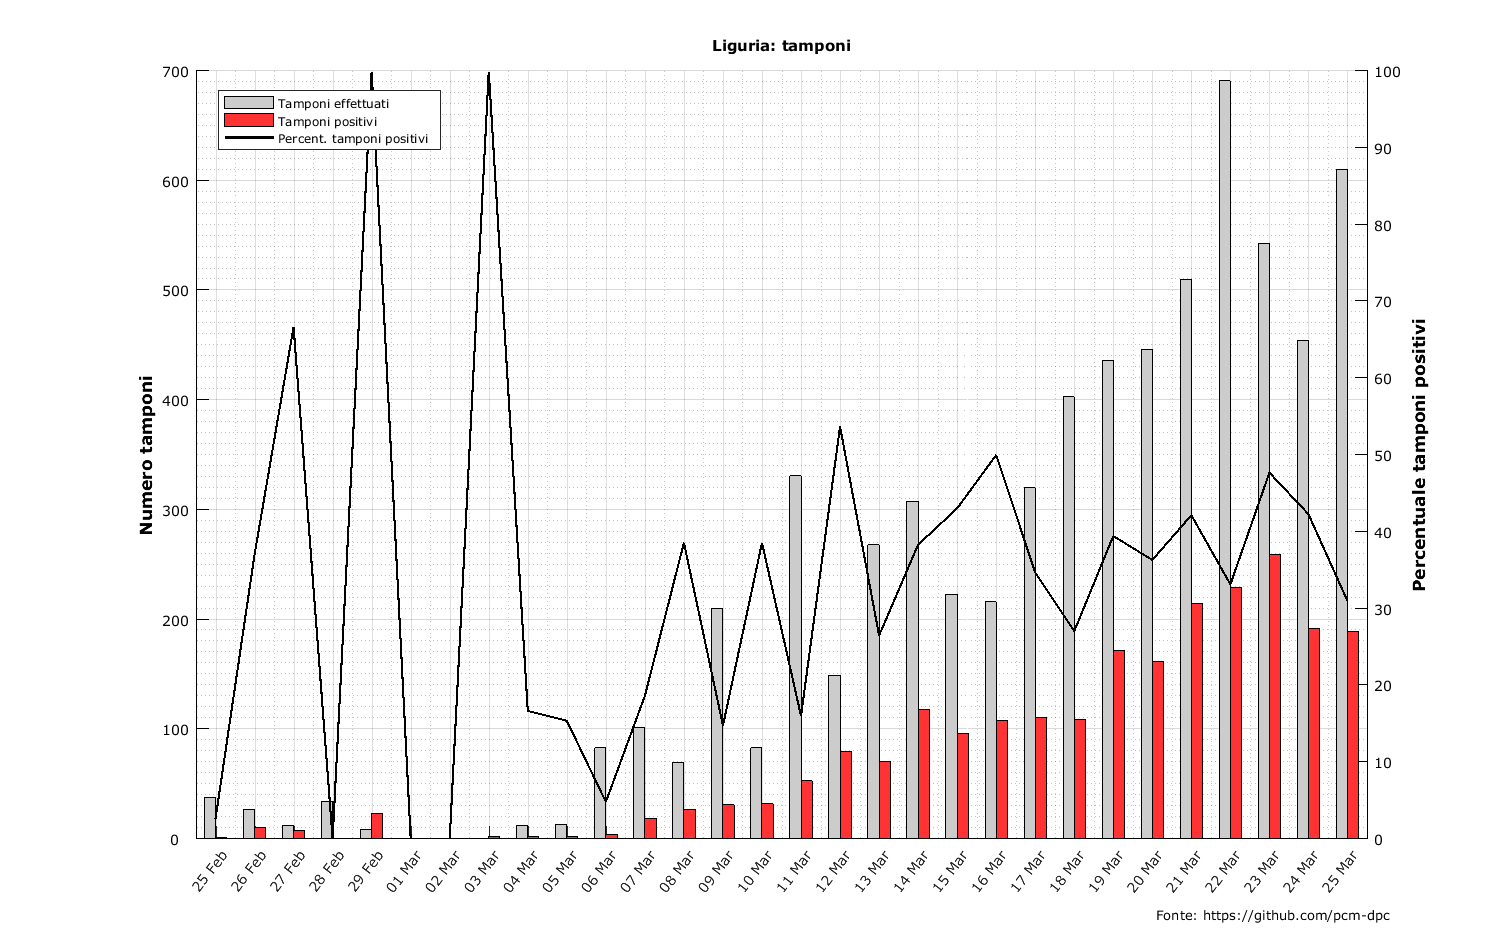 Liguria: tamponi
Tamponi effettuati
Tamponi positivi
Percent. tamponi positivi
Numero tamponi
700
600
500
400
300
200
100
0
Percentuale tamponi positivi
100
90
80
70
60
50
40
30
20
10
0
25 Feb
26 Feb
27 Feb
28 Feb
29 Feb
01 Mar
02 Mar
03 Mar
04 Mar
05 Mar
06 Mar
07 Mar
08 Mar
09 Mar
10 Mar
11 Mar
12 Mar
13 Mar
14 Mar
15 Mar
16 Mar
17 Mar
18 Mar
19 Mar
20 Mar
21 Mar
22 Mar
23 Mar
24 Mar
25 Mar
Fonte: https://github.com/pcm-dpc